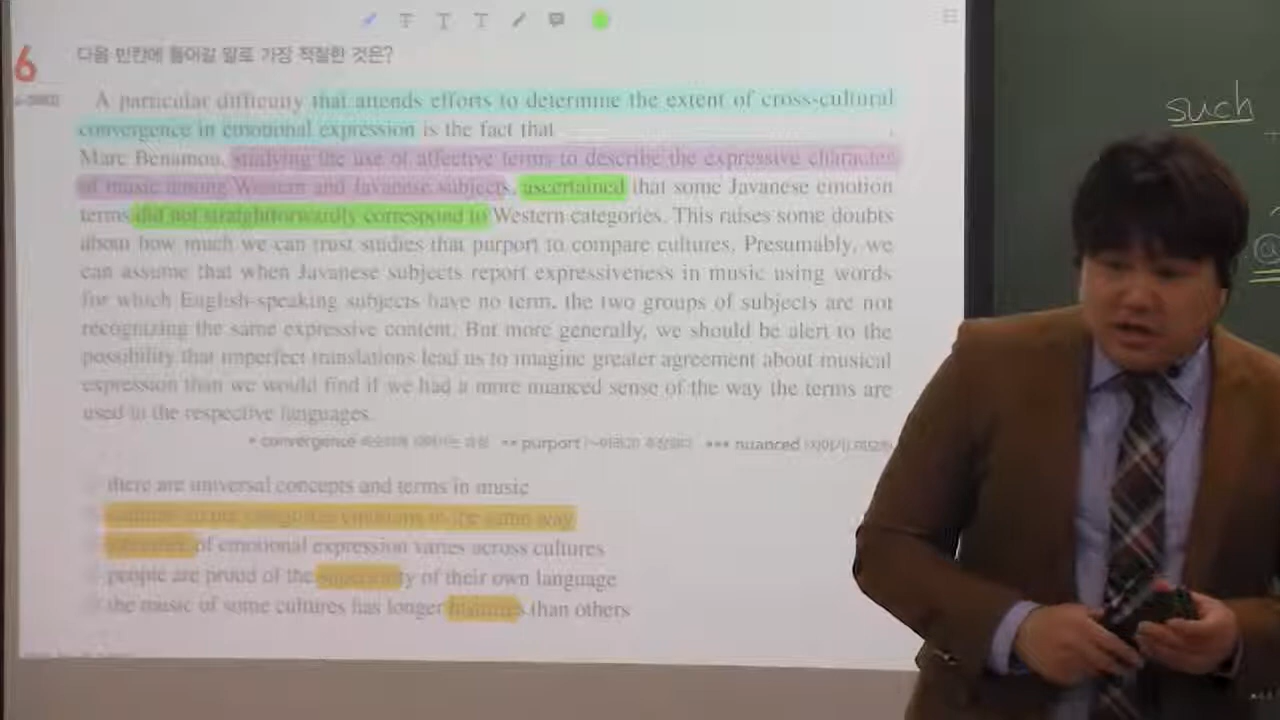 6
다음 빈칸에 들어갈 말로 가장 적절한 것은?
A particular difficulty that attends efforts to determine the extent of cross-cultural
convergence in emotional expression is the fact that
Marc Benamou, studying the use of affective terms to describe the expressive character
of music among Western and Javanese subjects, ascertained that some Javanese emotion
terms did not straightforwardly correspond to Western categories. This raises some doubts
about how much we can trust studies that purport to compare cultures. Presumably, we
can assume that when Javanese subjects report expressiveness in music using words
for which English-speaking subjects have no term, the two groups of subjects are not
recognizing the same expressive content. But more generally, we should be alert to the
possibility that imperfect translations lead us to imagine greater agreement about musical
expression than we would find if we had a more nuanced sense of the way the terms are
used in the respective languages.
* convergence ** purport *** nuanced
there are universal concepts and terms in music
emotions in the same way
of emotional expression varies across cultures
people are proud of the superiority of their own language
the music of some cultures has longer histories than others
such